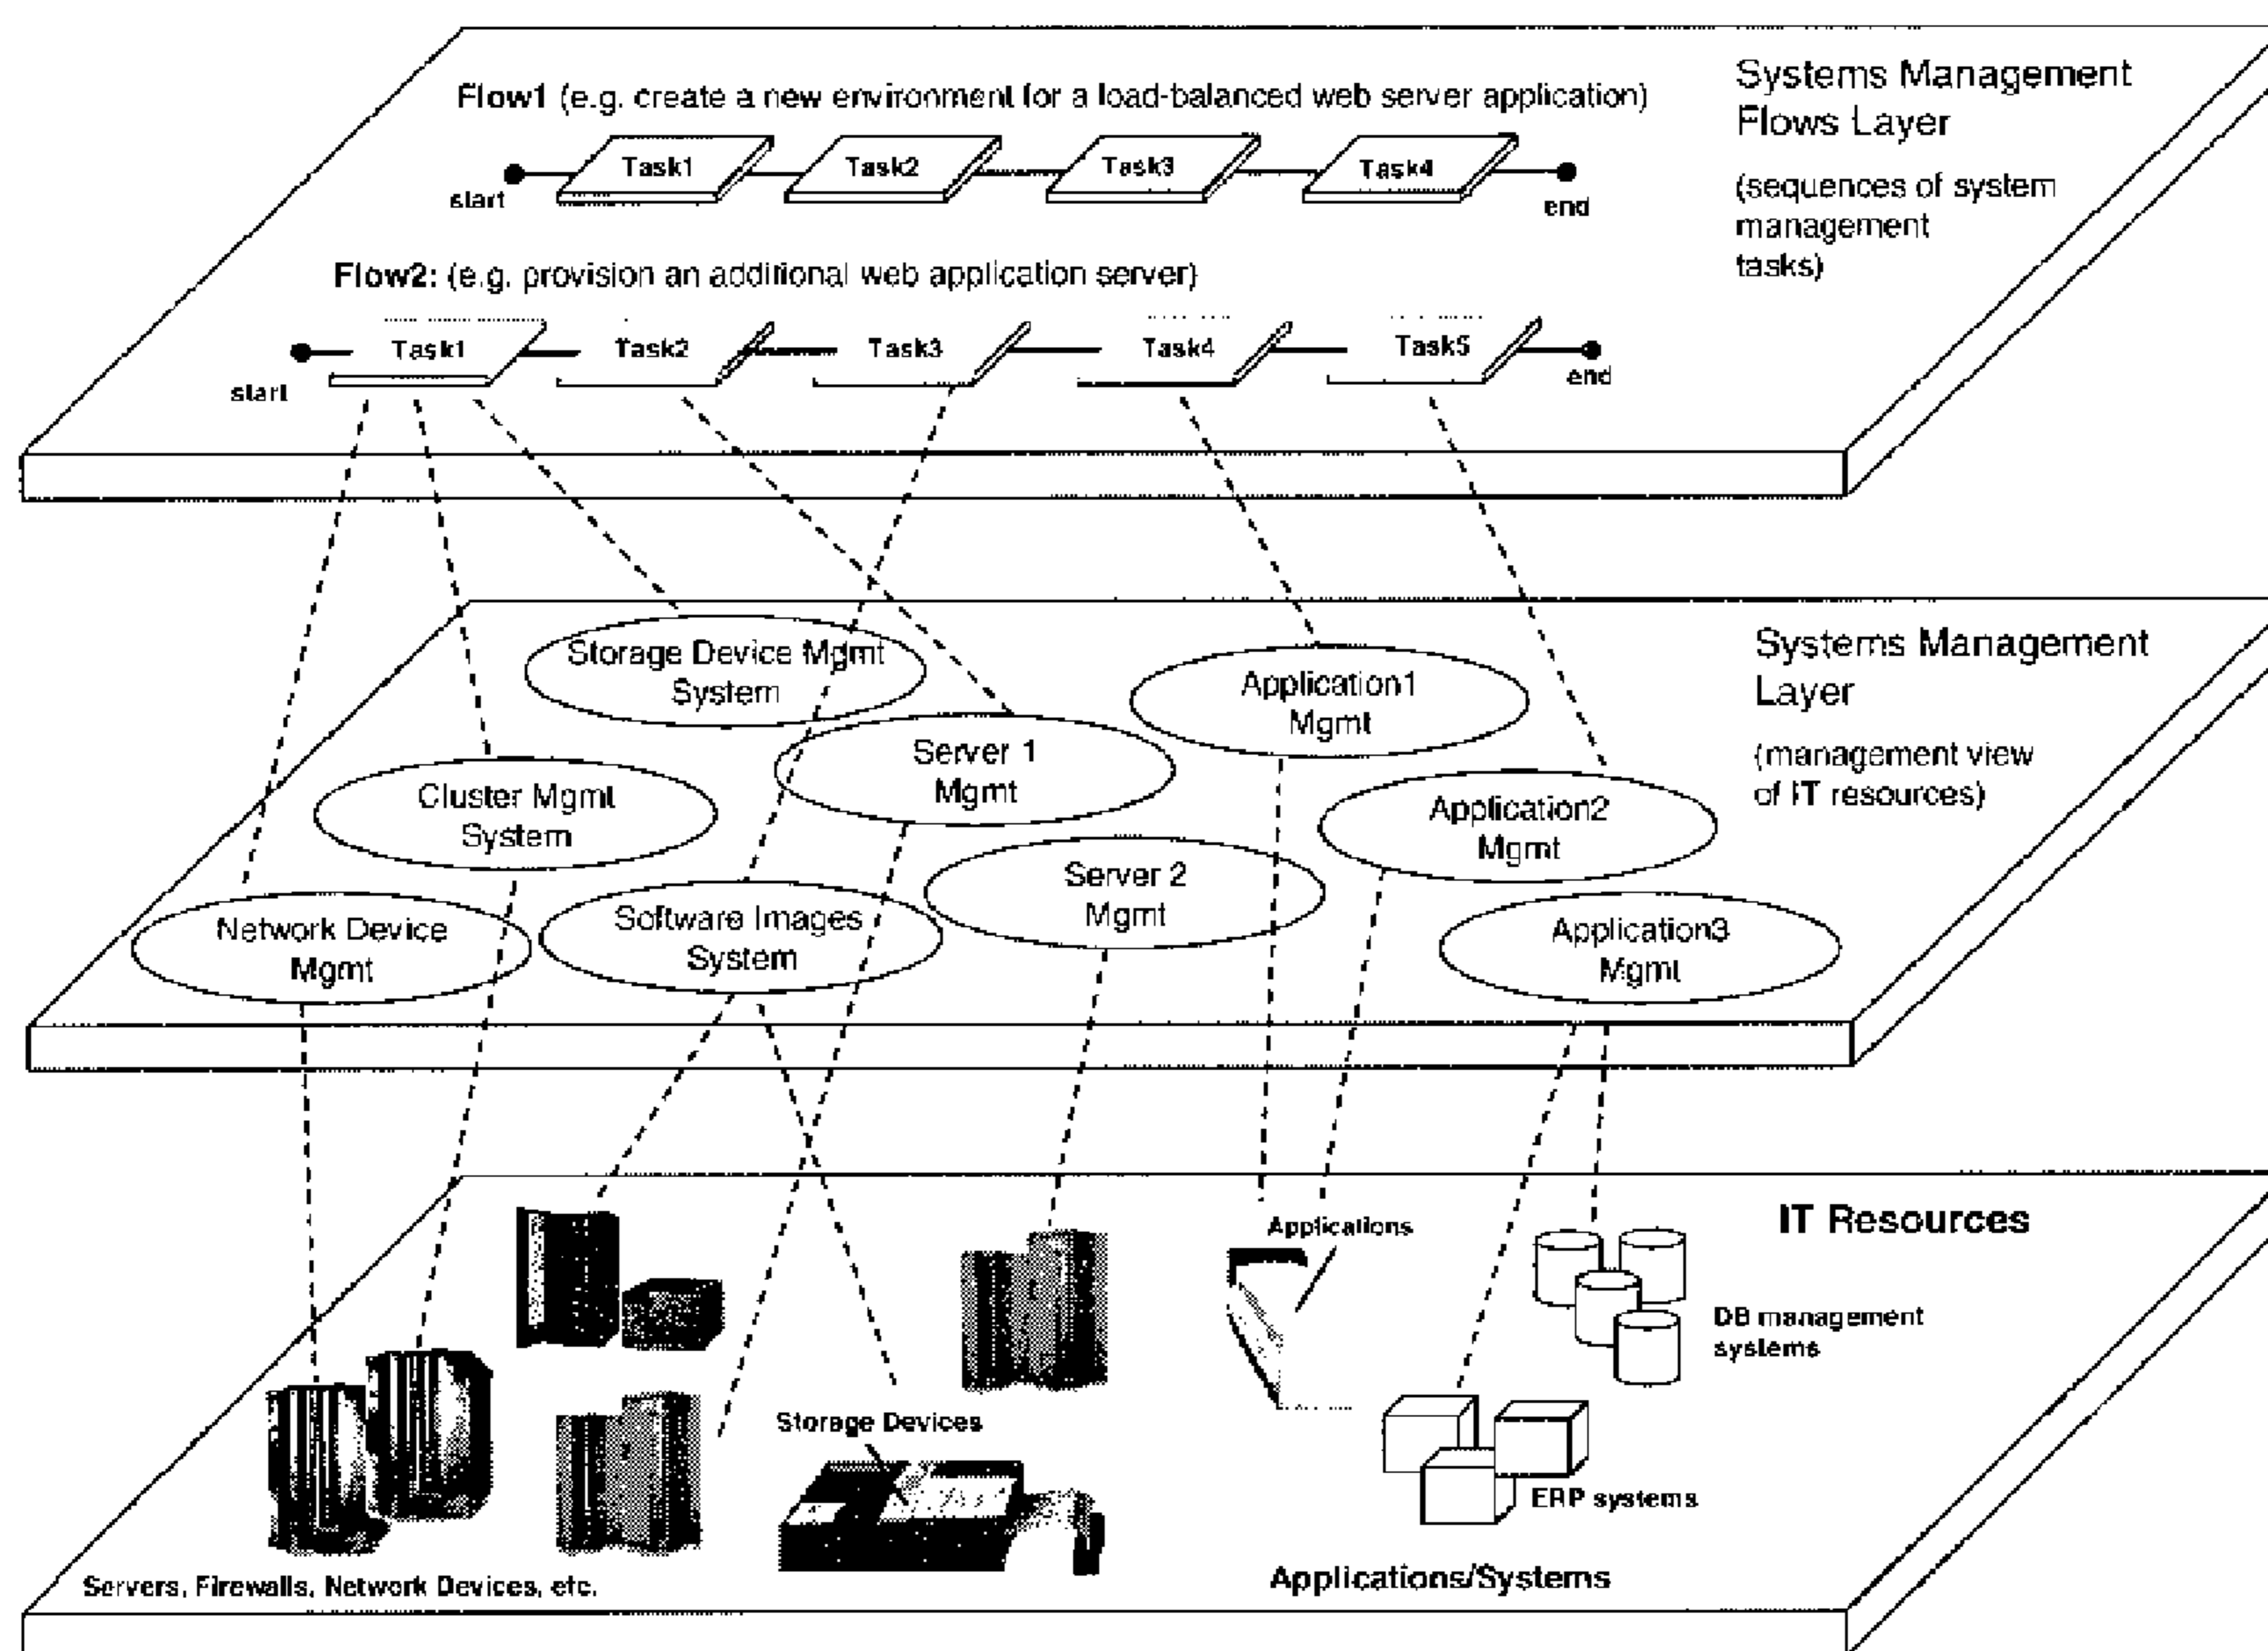 Flow1 (e.g. create a new environment for a load-balanced web server application)
Task1
Task2
Task3
Task4
start
end
Systems Management
Flows Layer
(sequences of system
management
tasks)
Flow2: (e.g. provision an additional web application server)
Task1
Task2
Task3
Task4
Task5
start
end
Systems Management
Layer
(management view
of IT resources)
Storage Device Mgmt
System
Application1
Mgmt
Server 1
Mgmt
Cluster Mgmt
System
Application2
Mgmt
Server 2
Mgmt
Network Device
Mgmt
Software Images
System
Application3
Mgmt
IT Resources
Applications
DB management
systems
Storage Devices
ERP systems
Servers, Firewalls, Network Devices, etc.
Applications/Systems